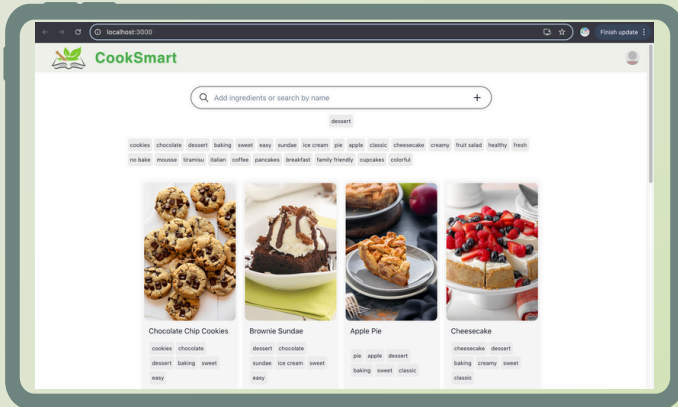 localhost:3000
Finish update
CookSmart
Add ingredients or search by name
dessert
cookies chocolate dessert baking sweet easy sundae ice cream pie apple classic cheesecake creamy fruit salad healthy fresh
no bake mousse tiramisu italian coffee pancakes breakfast family friendly cupcakes colorful
Chocolate Chip Cookies
cookies chocolate
dessert baking sweet
easy
Brownie Sundae
dessert chocolate
sundae ice cream sweet
easy
Apple Pie
pie apple dessert
baking sweet classic
Cheesecake
cheesecake dessert
baking creamy sweet
classic